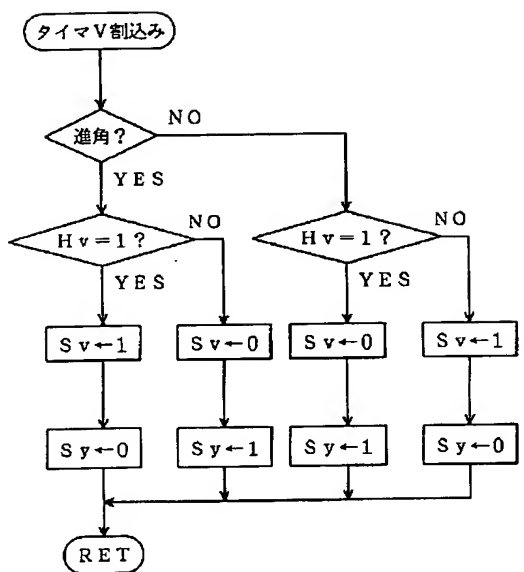 タイマV割込み
進角?
NO
YES
Hv=1?
NO
Hv=1?
NO
YES
YES
Sv←1
Sv←0
Sv←0
Sv←1
Sy←0
Sy←1
Sy←1
Sy←0
RET